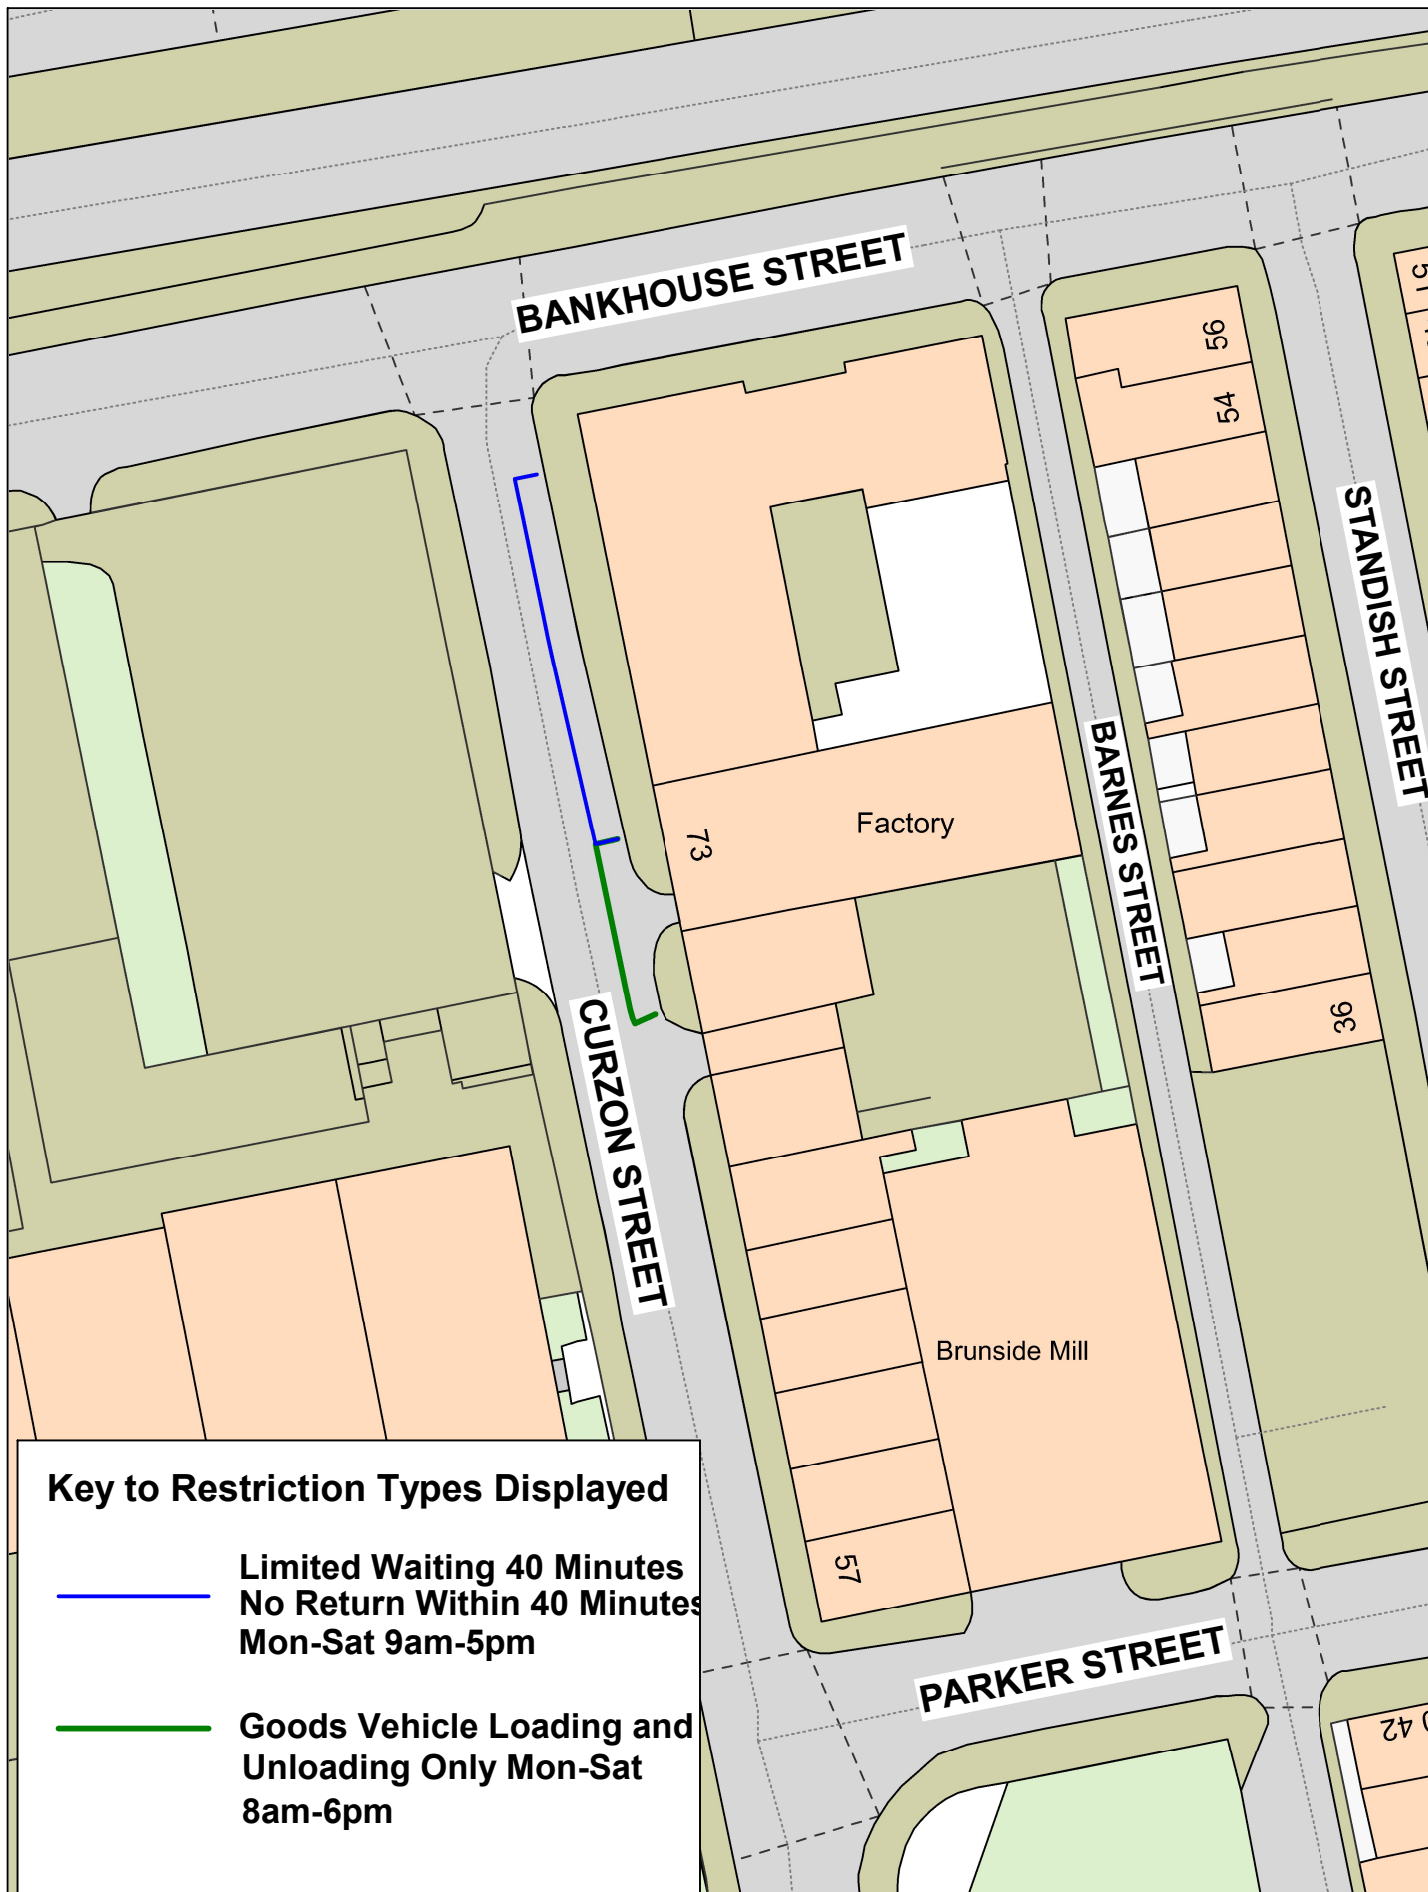 BANKHOUSE STREET
56
54
STANDISH STREET
BARNES STREET
Factory
73
36
CURZON STREET
Brunside Mill
57
PARKER STREET
42
Key to Restriction Types Displayed
Limited Waiting 40 Minutes
No Return Within 40 Minutes
Mon-Sat 9am-5pm
Goods Vehicle Loading and
Unloading Only Mon-Sat
8am-6pm